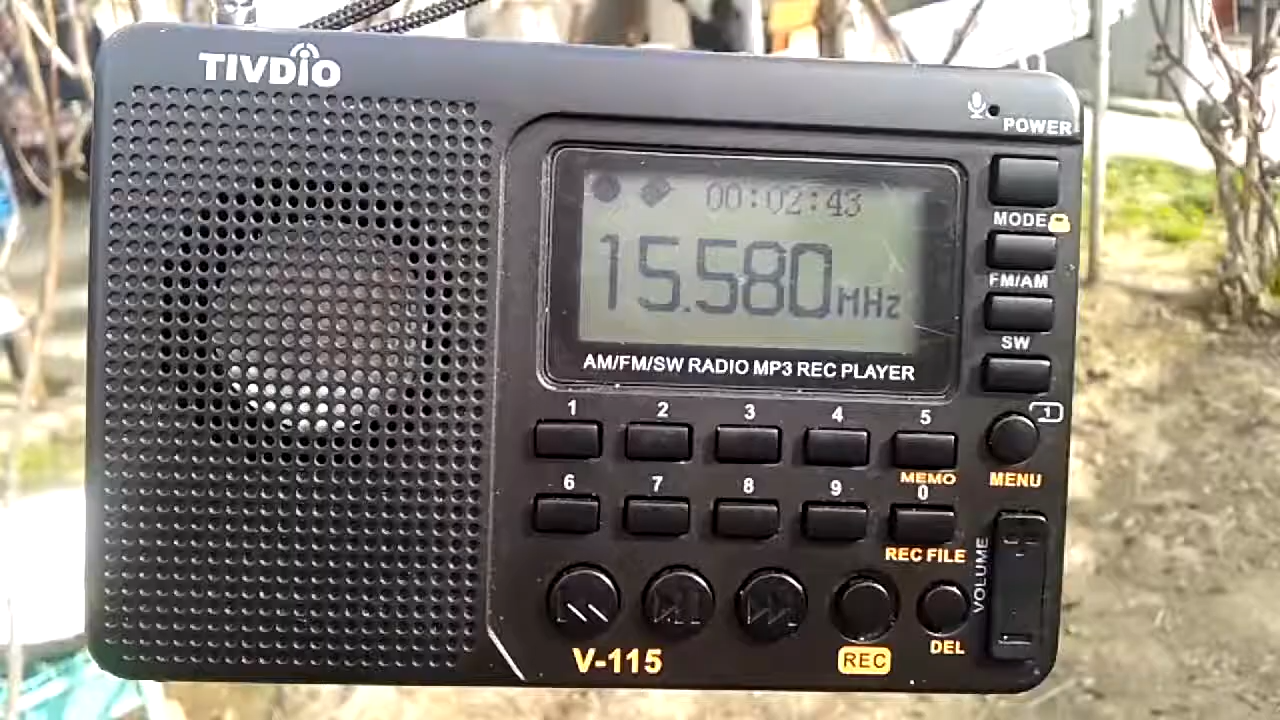 TIVDIO
POWER
00:02:43
15.580MHz
MODE
FM/AM
SW
AM/FM/SW RADIO MP3 REC PLAYER
1 2 3 4 5
MEMO
MENU
6 7 8 9 0
REC FILE
VOLUME
V-115
REC
DEL